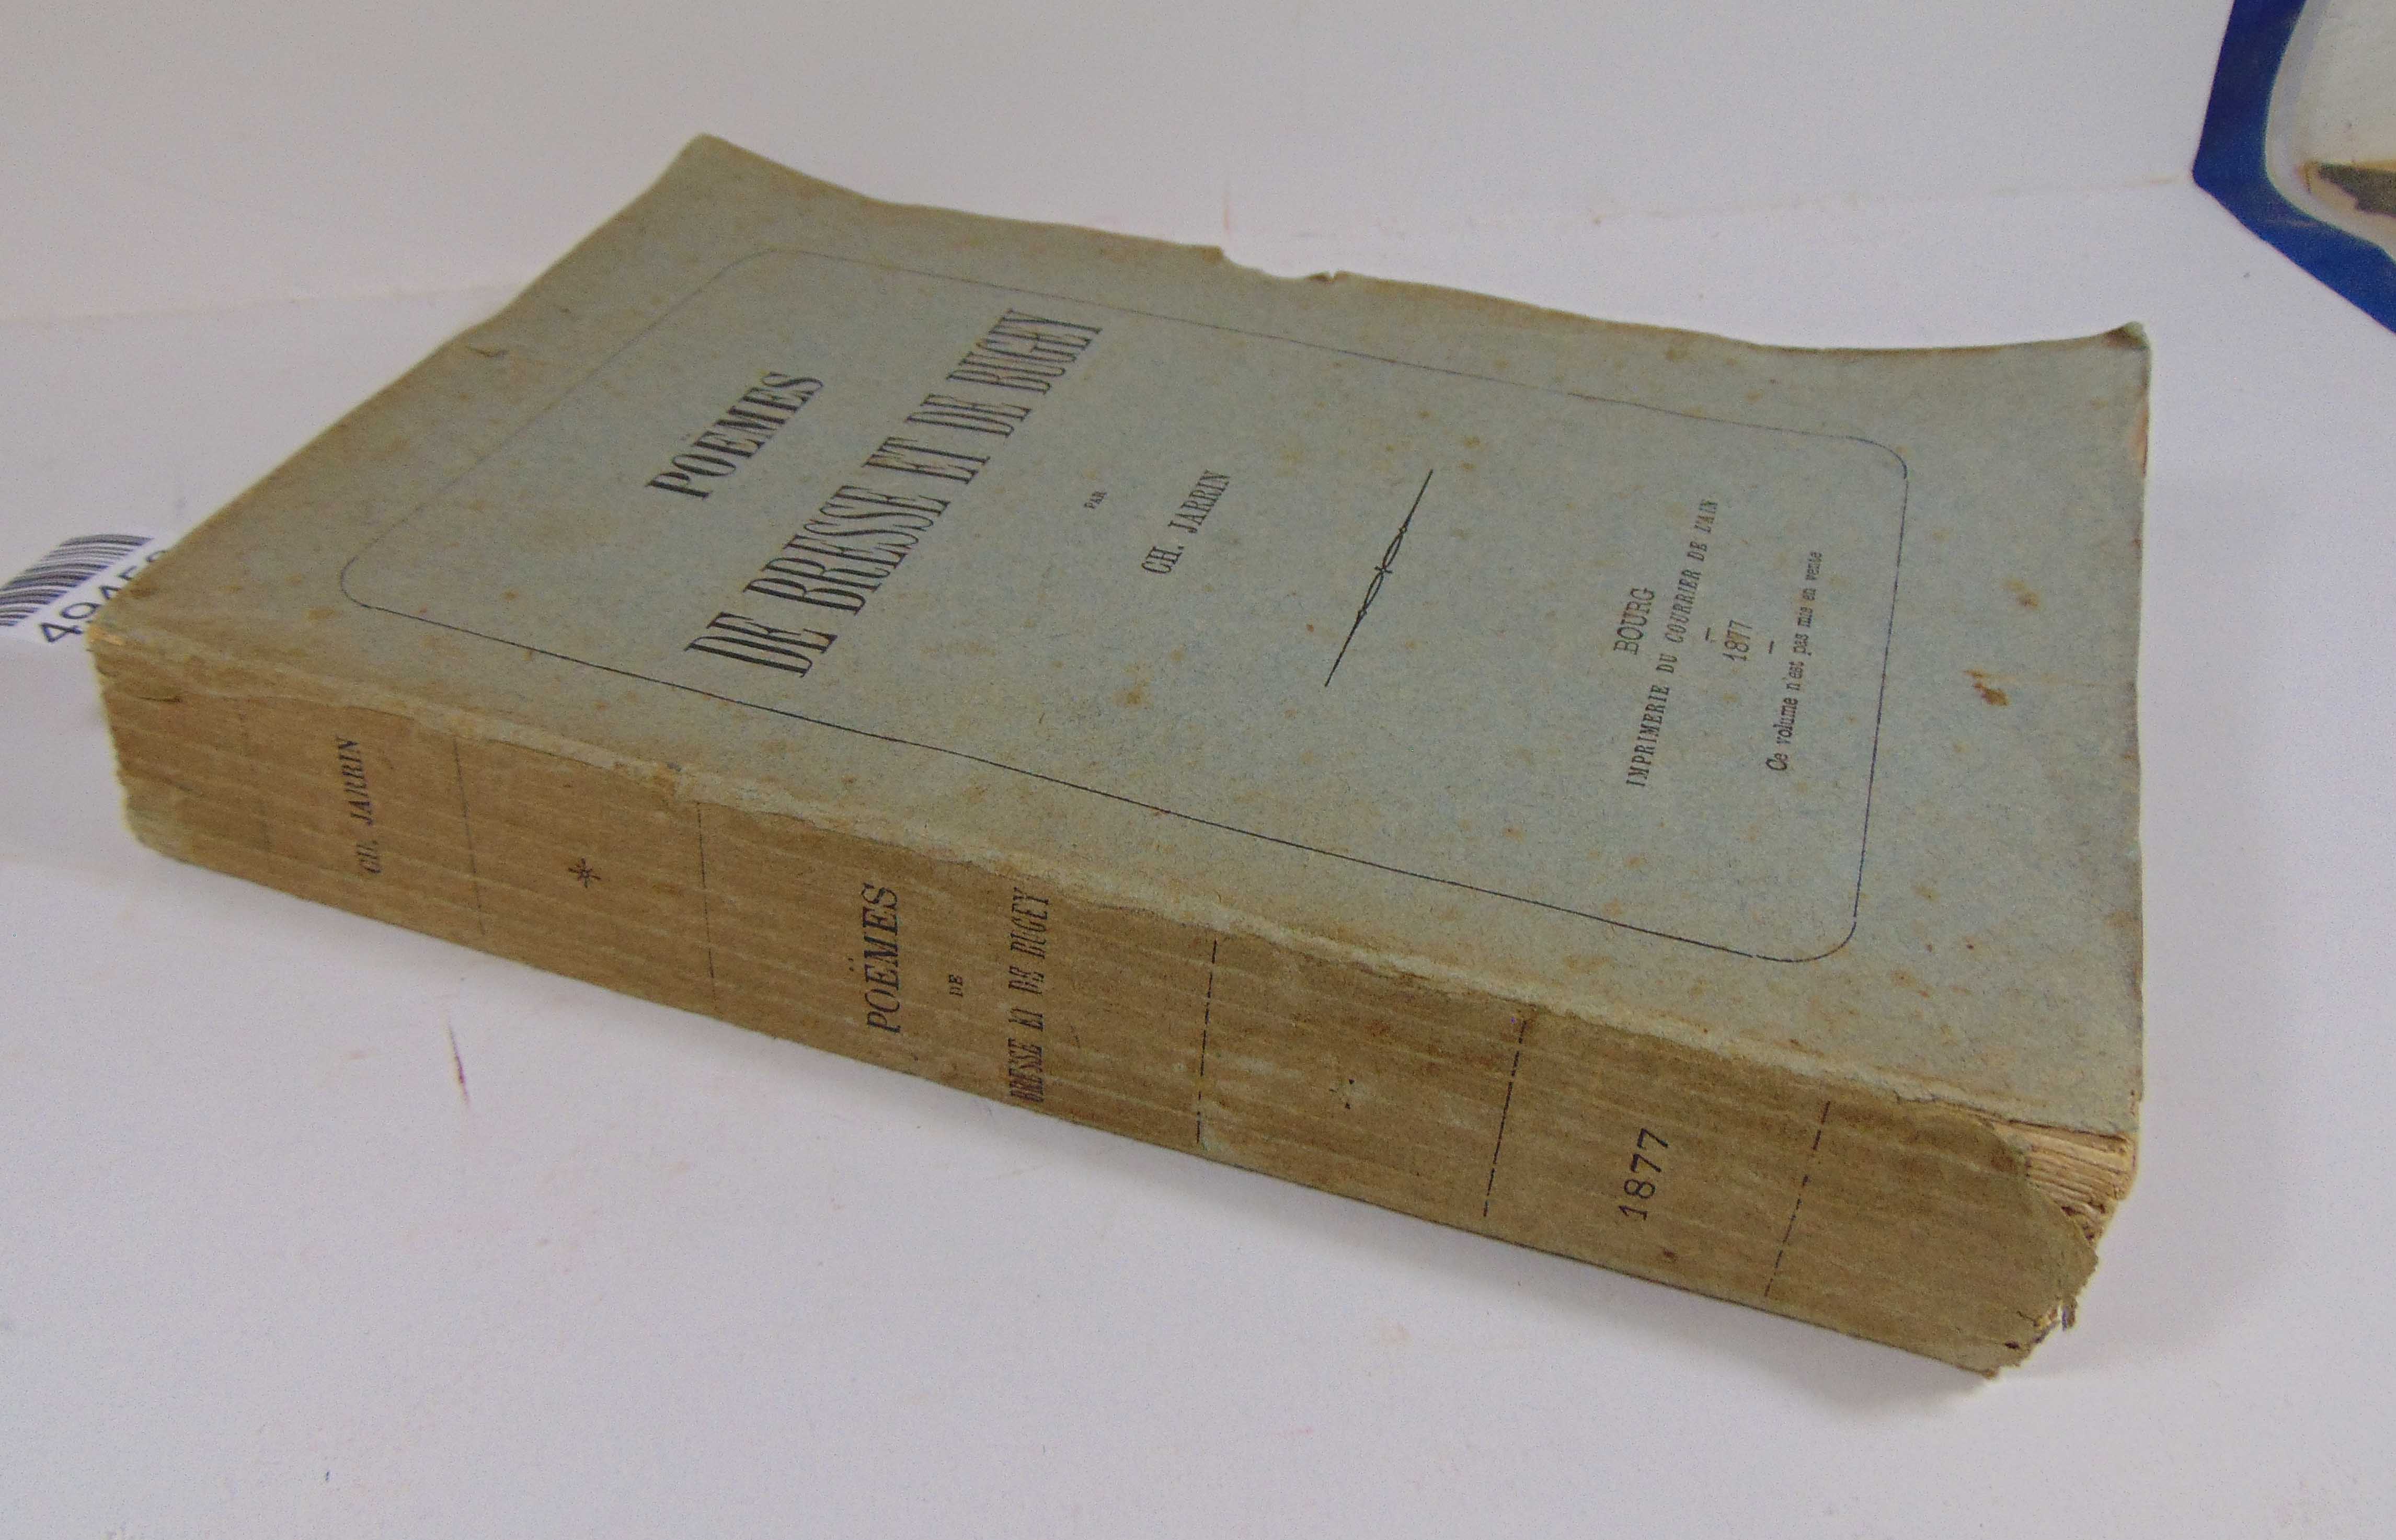 POËMES
DE BRESSE ET DE BUGEY
PAR
CH. JARRIN
BOURG
IMPRIMERIE DU COURRIER DE L'AIN
1877
Ce volume n'est pas mis en vente
CH. JARRIN
POËMES
DE
BRESSE ET DE BUGEY
1877